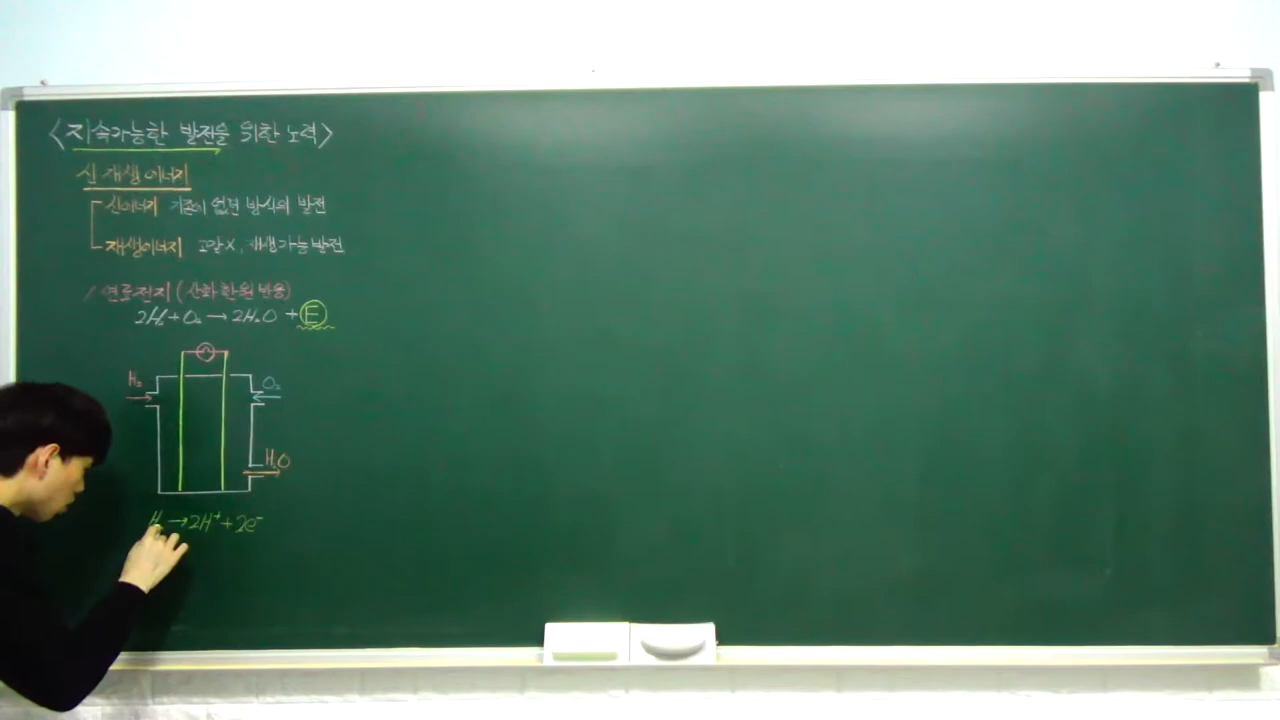 <지속가능한 발전을 위한 노력>
신 재생 에너지
신에너지 기존에 없던 방식의 발전
재생에너지 고갈X, 재생가능 발전
/ 연료전지 (산화 환원 반응)
2H₂+O₂→2H₂O + E
H₂
O₂
H₂O
H₂→2H⁺+2e⁻